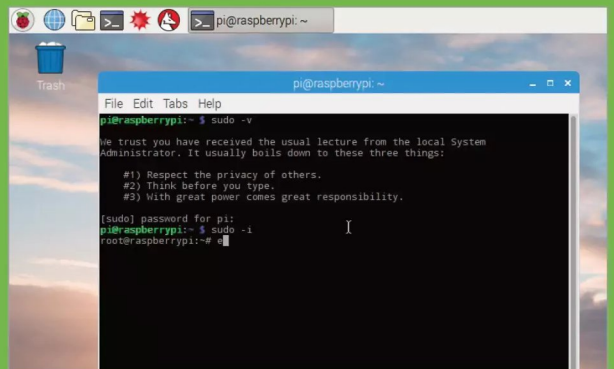 pi@raspberrypi: ~
Trash
pi@raspberrypi: ~
File Edit Tabs Help
pi@raspberrypi:~ $ sudo -v
We trust you have received the usual lecture from the local System
Administrator. It usually boils down to these three things:
#1) Respect the privacy of others.
#2) Think before you type.
#3) With great power comes great responsibility.
[sudo] password for pi:
pi@raspberrypi:~ $ sudo -i
root@raspberrypi:~# e